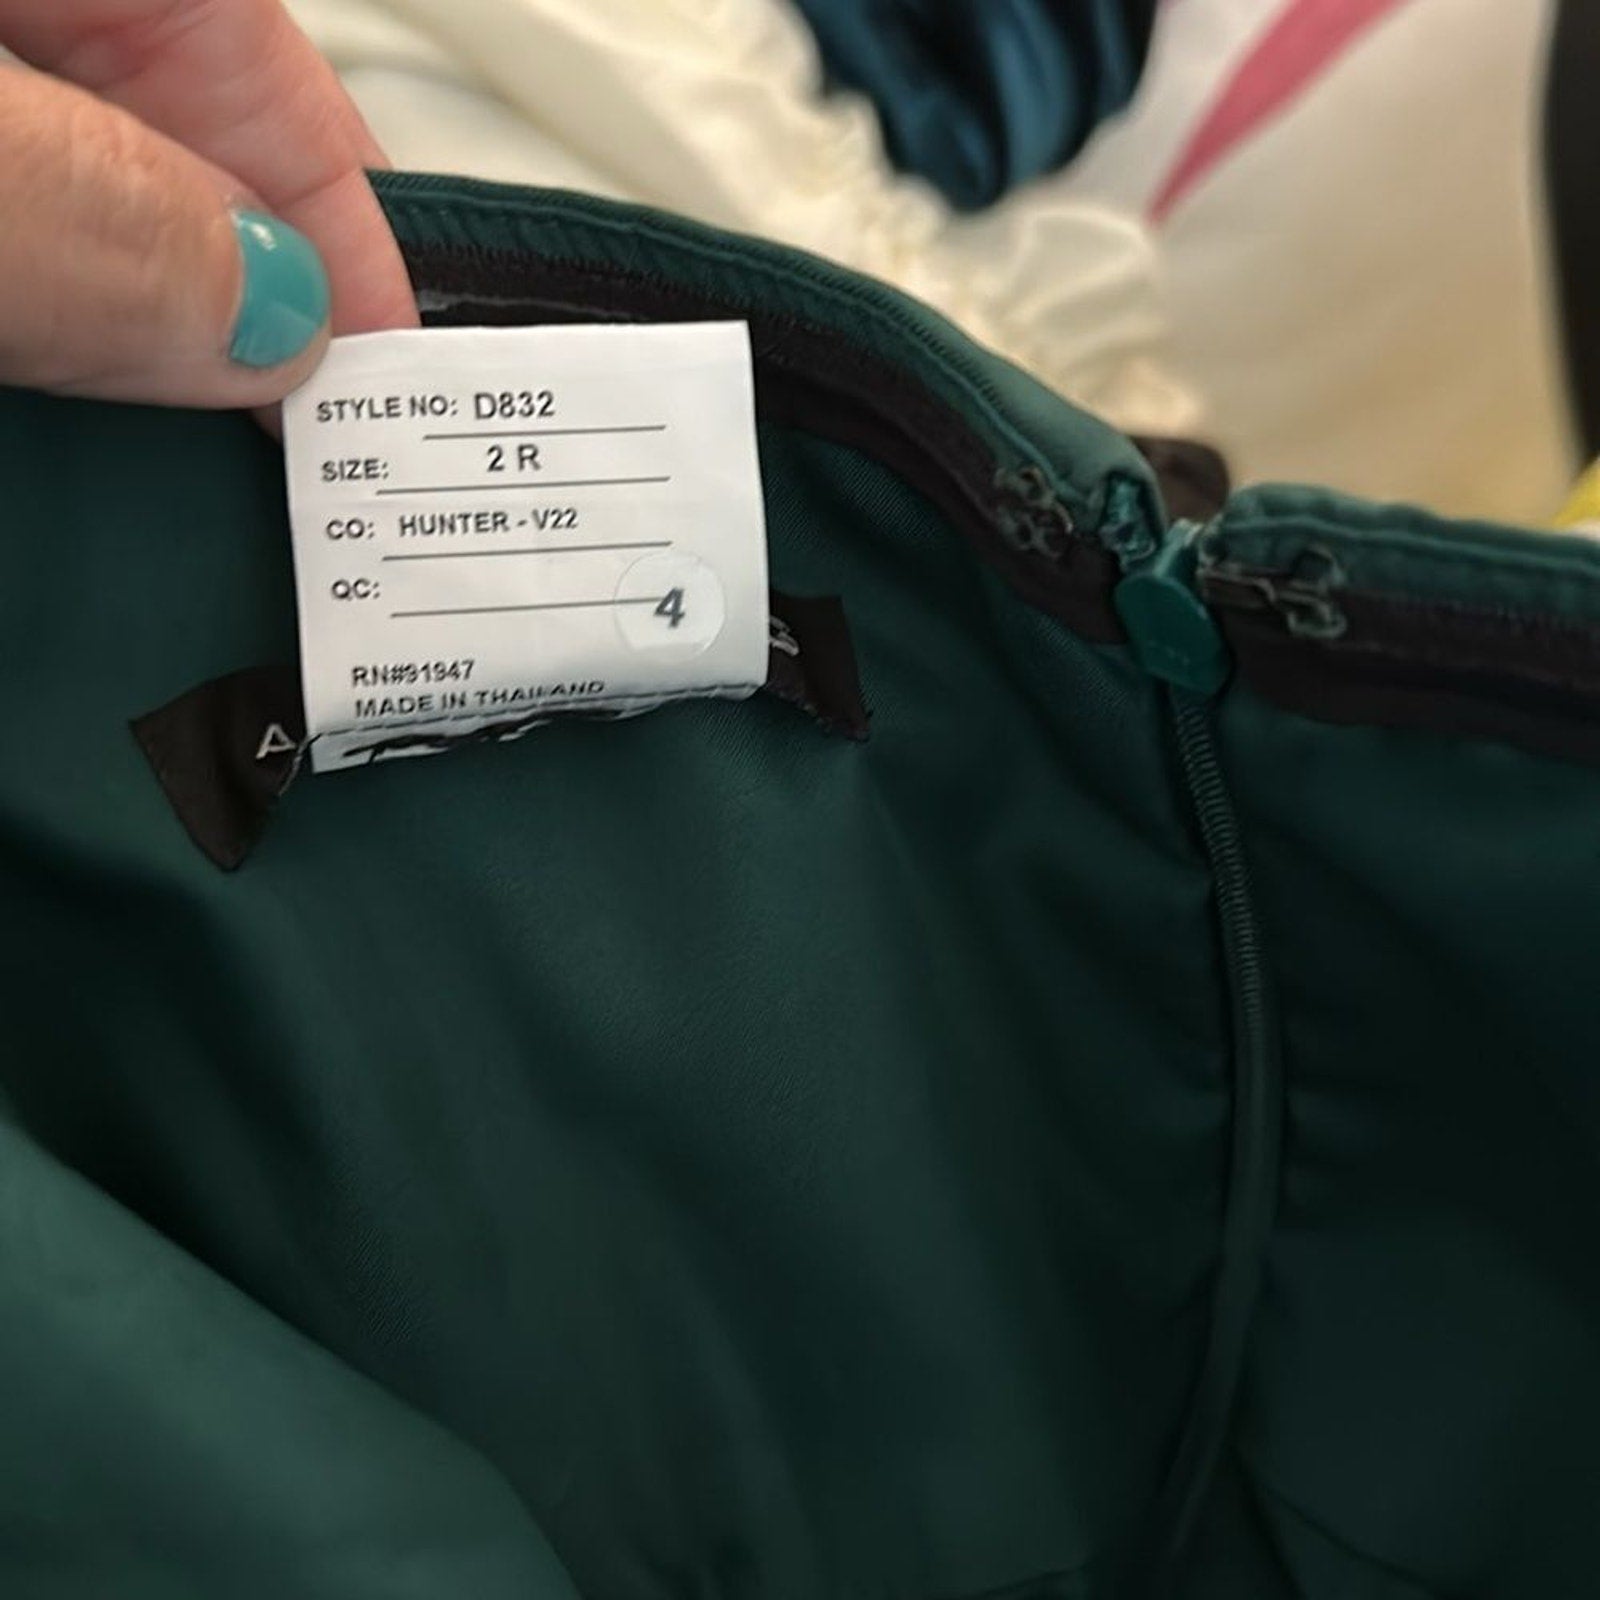 STYLE NO: D832
SIZE: 2 R
CO: HUNTER - V22
QC: 4
RN#91947
MADE IN THAILAND
A